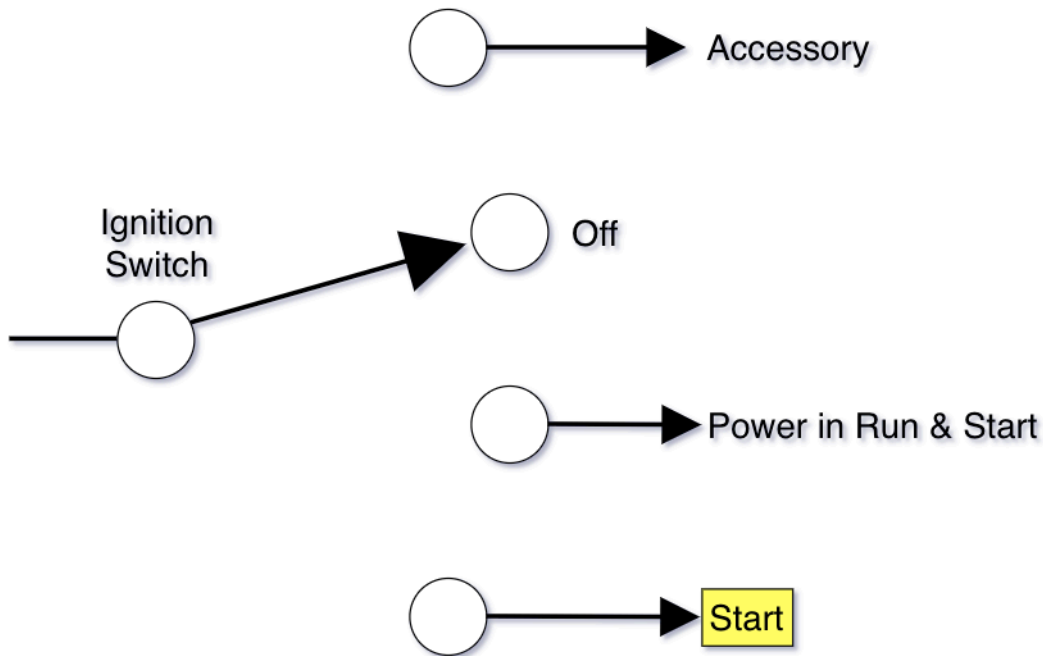 Accessory
Ignition
Switch
Off
Power in Run & Start
Start